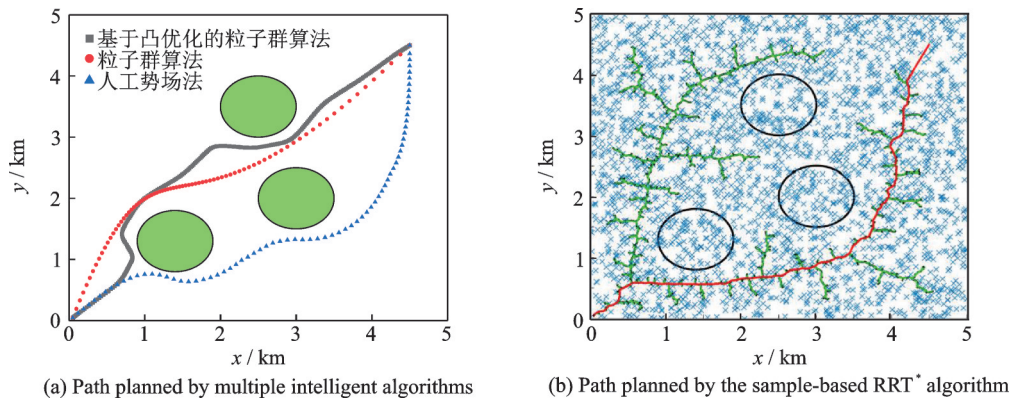 5
4
3
2
1
0
y / km
基于凸优化的粒子群算法
粒子群算法
人工势场法
0 1 2 3 4 5
x / km
(a) Path planned by multiple intelligent algorithms
5
4
3
2
1
0
y / km
0 1 2 3 4 5
x / km
(b) Path planned by the sample-based RRT* algorithm